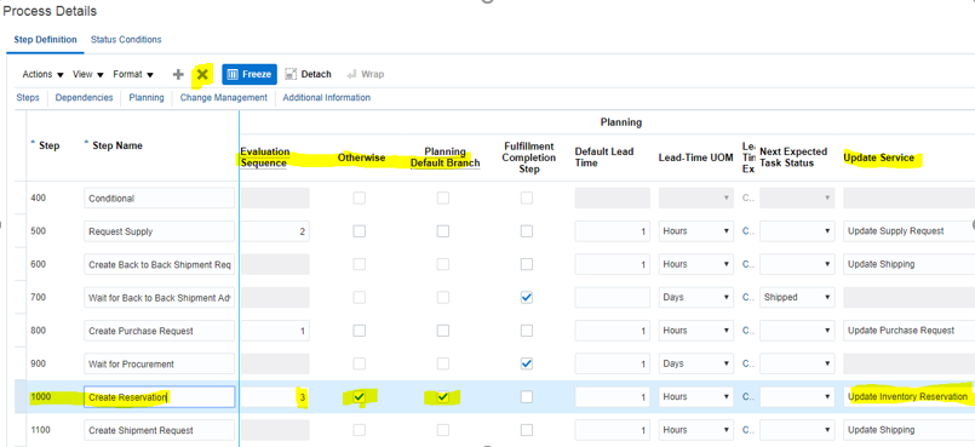 Process Details
Step Definition Status Conditions
Actions View Format Freeze Detach Wrap
Steps Dependencies Planning Change Management Additional Information
Planning
* Step * Step Name Evaluation Sequence Otherwise Planning Default Branch Fulfillment Completion Step Default Lead Time Lead-Time UOM Le Tin Ex Next Expected Task Status Update Service
400 Conditional C...
500 Request Supply 2 1 Hours C... Update Supply Request
600 Create Back to Back Shipment Req 1 Hours C... Update Shipping
700 Wait for Back to Back Shipment Ad Days C... Shipped
800 Create Purchase Request 1 1 Hours C... Update Purchase Request
900 Wait for Procurement 1 Days C...
1000 Create Reservation 3 1 Hours C... Update Inventory Reservation
1100 Create Shipment Request 1 Hours C... Update Shipping